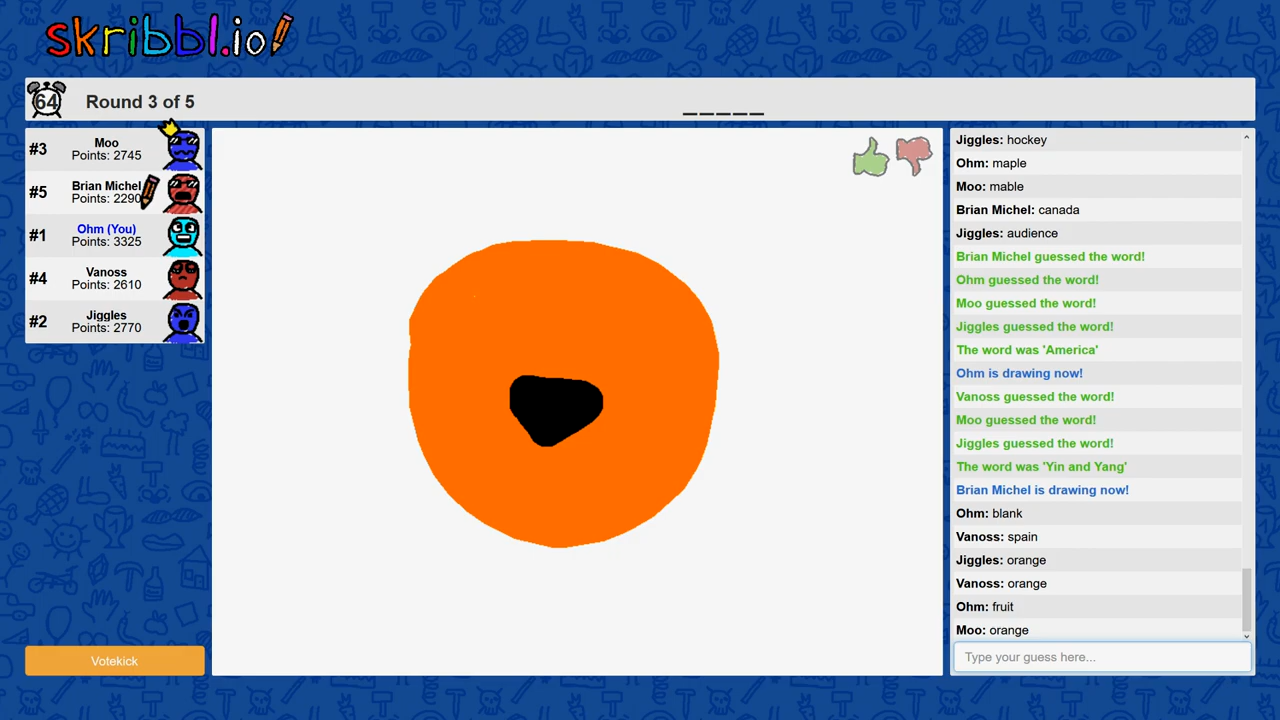 skribbl.io
64
Round 3 of 5
_____
#3
Moo
Points: 2745
#5
Brian Michel
Points: 2290
#1
Ohm (You)
Points: 3325
#4
Vanoss
Points: 2610
#2
Jiggles
Points: 2770
Votekick
Jiggles: hockey
Ohm: maple
Moo: mable
Brian Michel: canada
Jiggles: audience
Brian Michel guessed the word!
Ohm guessed the word!
Moo guessed the word!
Jiggles guessed the word!
The word was 'America'
Ohm is drawing now!
Vanoss guessed the word!
Moo guessed the word!
Jiggles guessed the word!
The word was 'Yin and Yang'
Brian Michel is drawing now!
Ohm: blank
Vanoss: spain
Jiggles: orange
Vanoss: orange
Ohm: fruit
Moo: orange
Type your guess here...